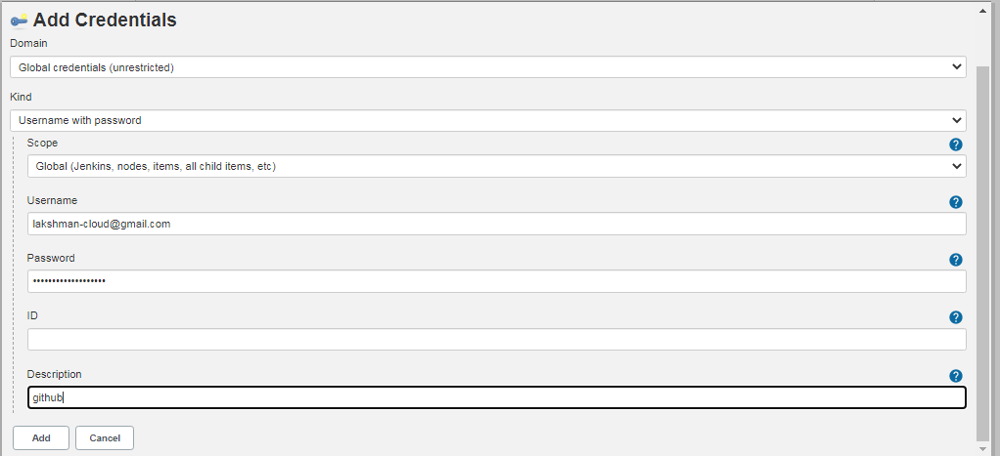 Add Credentials
Domain
Global credentials (unrestricted)
Kind
Username with password
Scope
?
Global (Jenkins, nodes, items, all child items, etc)
Username
?
lakshman-cloud@gmail.com
Password
?
•••••••••••••••••••
ID
?
Description
?
github
Add Cancel